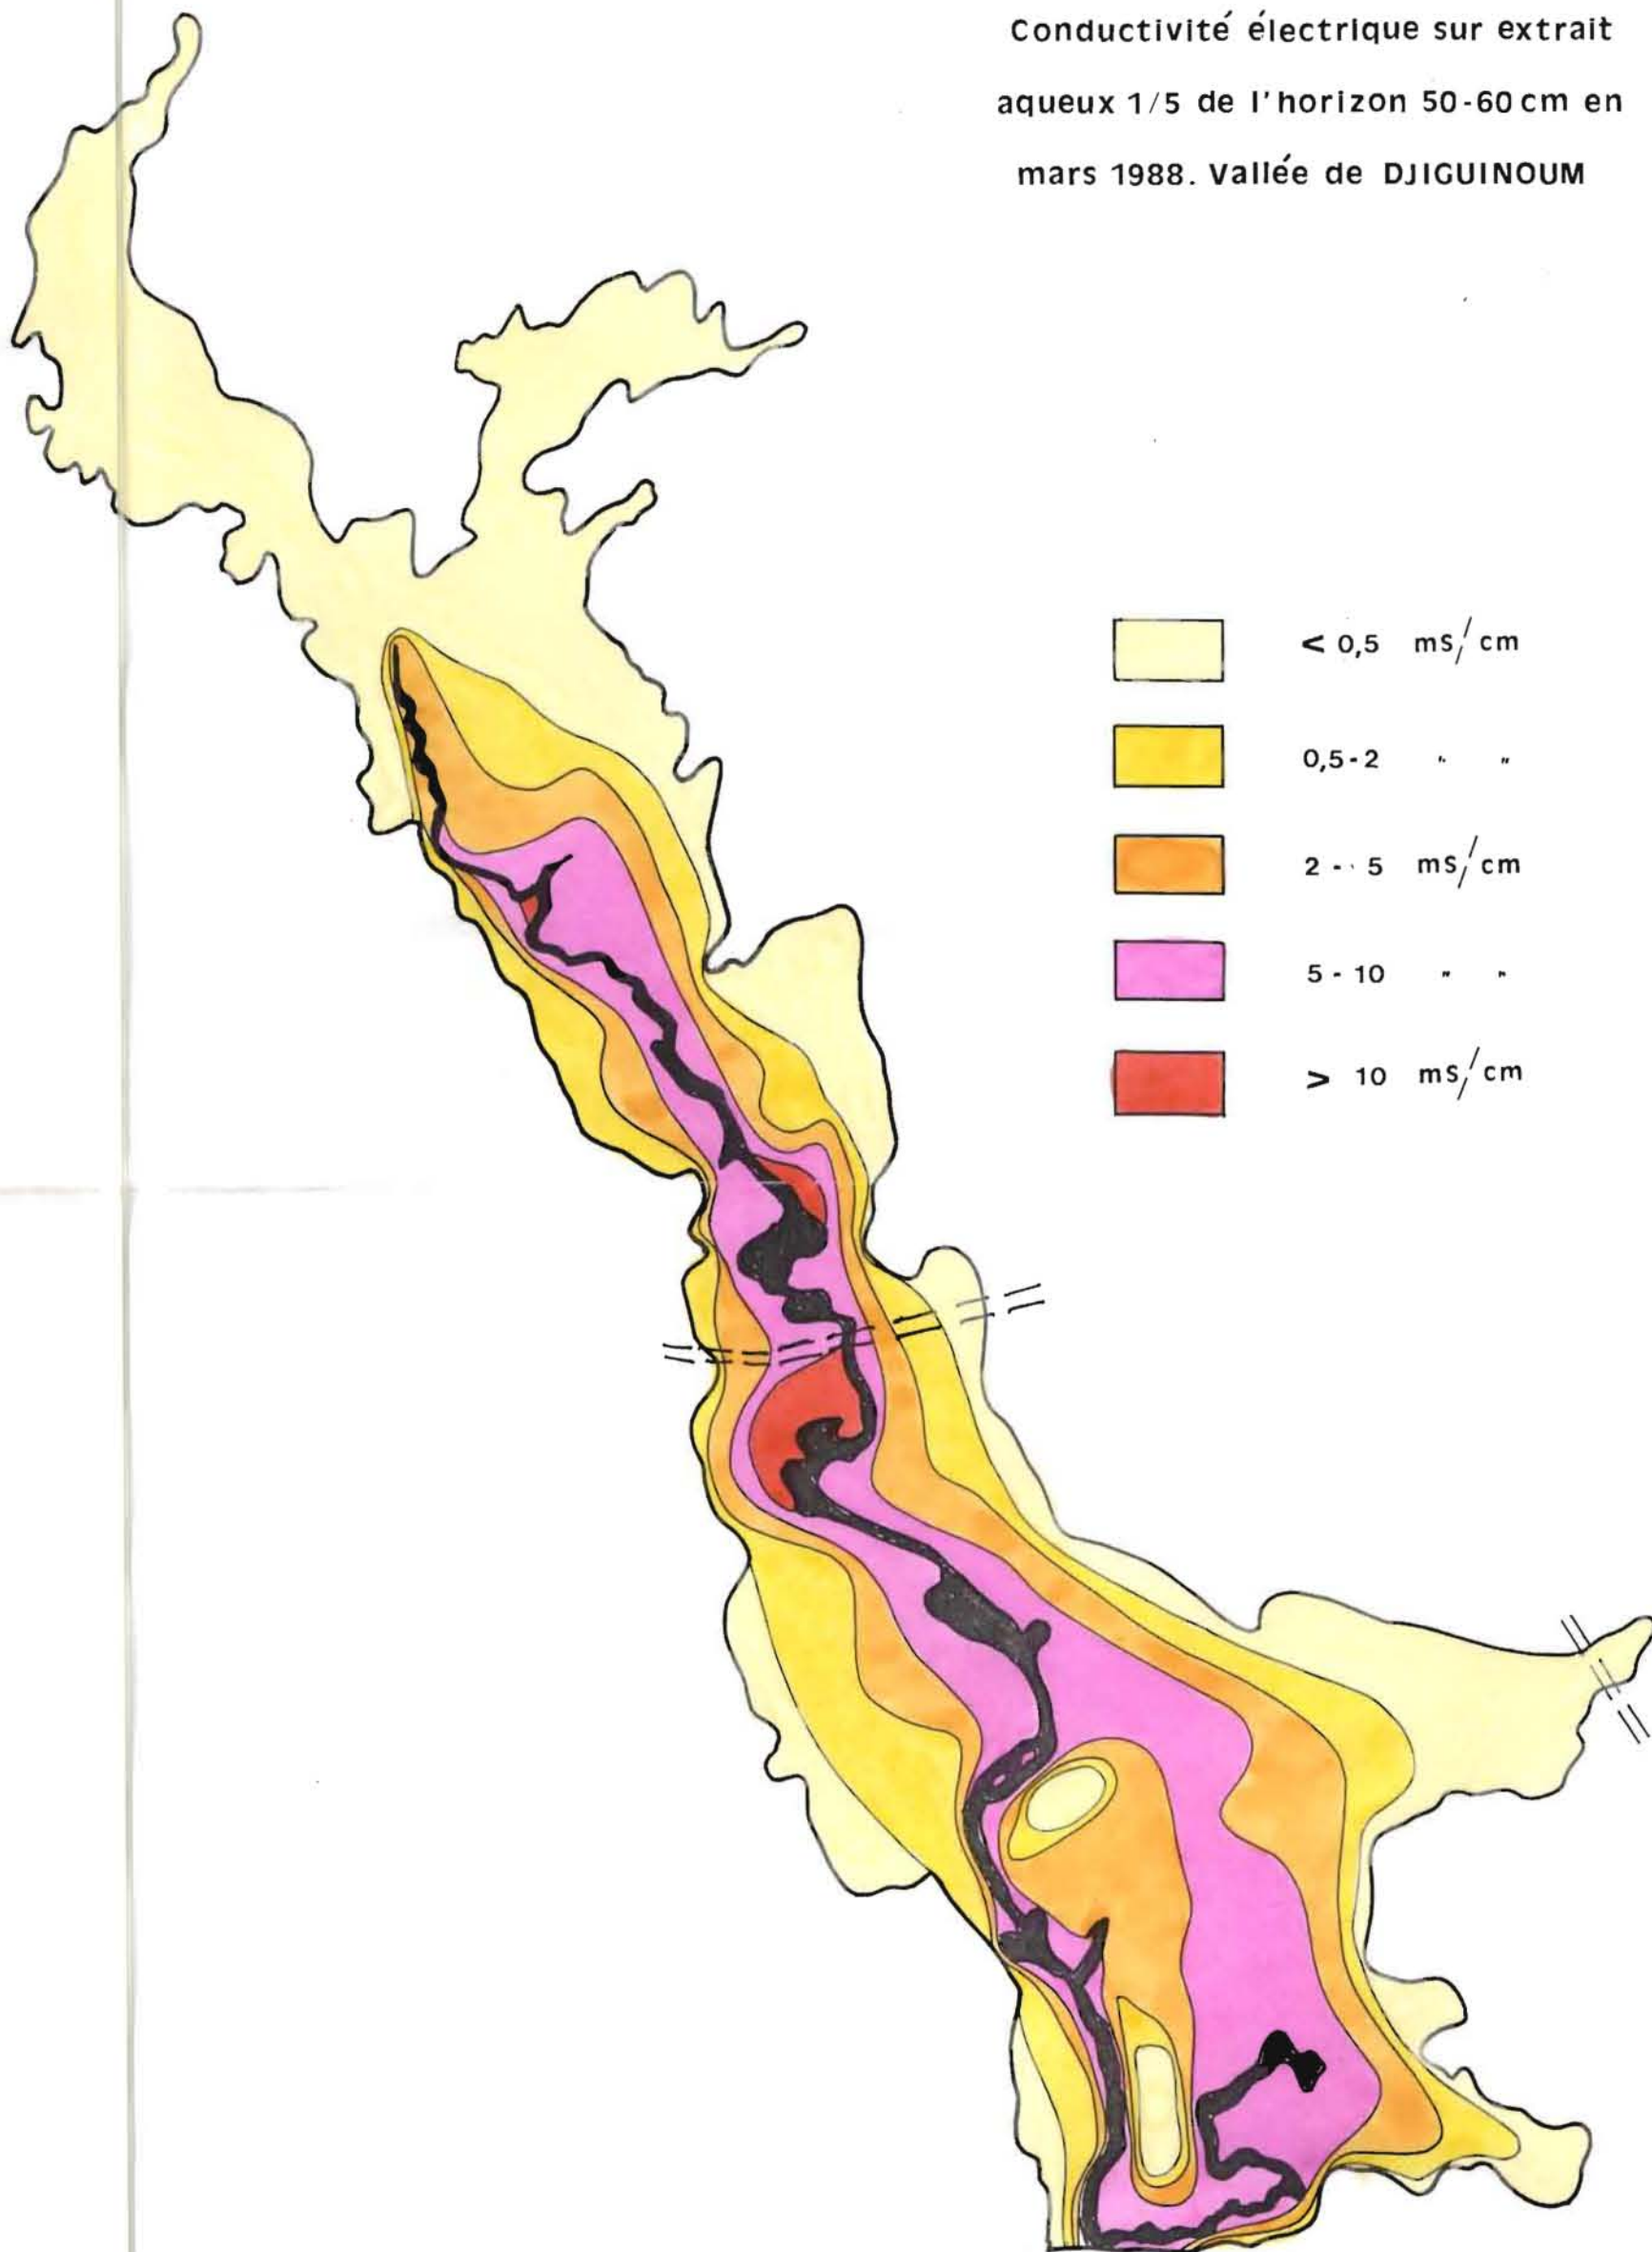 Conductivité électrique sur extrait
aqueux 1/5 de l'horizon 50-60 cm en
mars 1988. Vallée de DJIGUINOUM
< 0,5 ms/cm
0,5-2 " "
2 - 5 ms/cm
5 - 10 " "
> 10 ms/cm